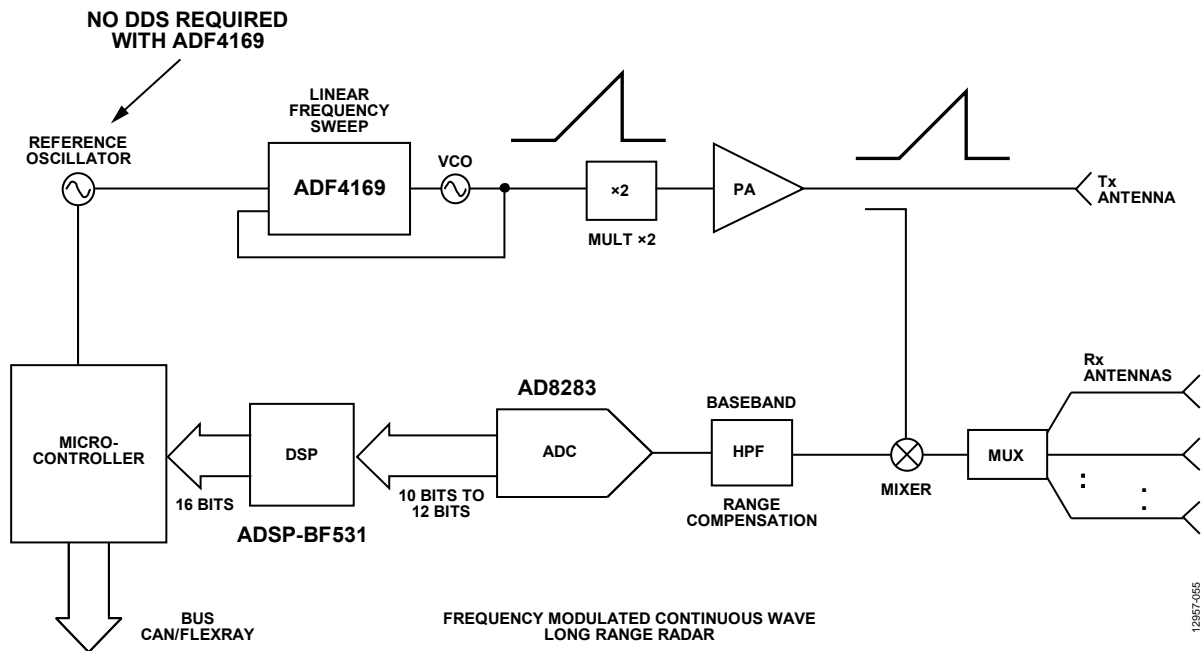 NO DDS REQUIRED
WITH ADF4169
LINEAR
FREQUENCY
SWEEP
REFERENCE
OSCILLATOR
ADF4169
VCO
×2
MULT ×2
PA
Tx
ANTENNA
Rx
ANTENNAS
MICRO-
CONTROLLER
16 BITS
DSP
ADSP-BF531
10 BITS TO
12 BITS
AD8283
ADC
BASEBAND
HPF
RANGE
COMPENSATION
MIXER
MUX
BUS
CAN/FLEXRAY
FREQUENCY MODULATED CONTINUOUS WAVE
LONG RANGE RADAR
12957-055